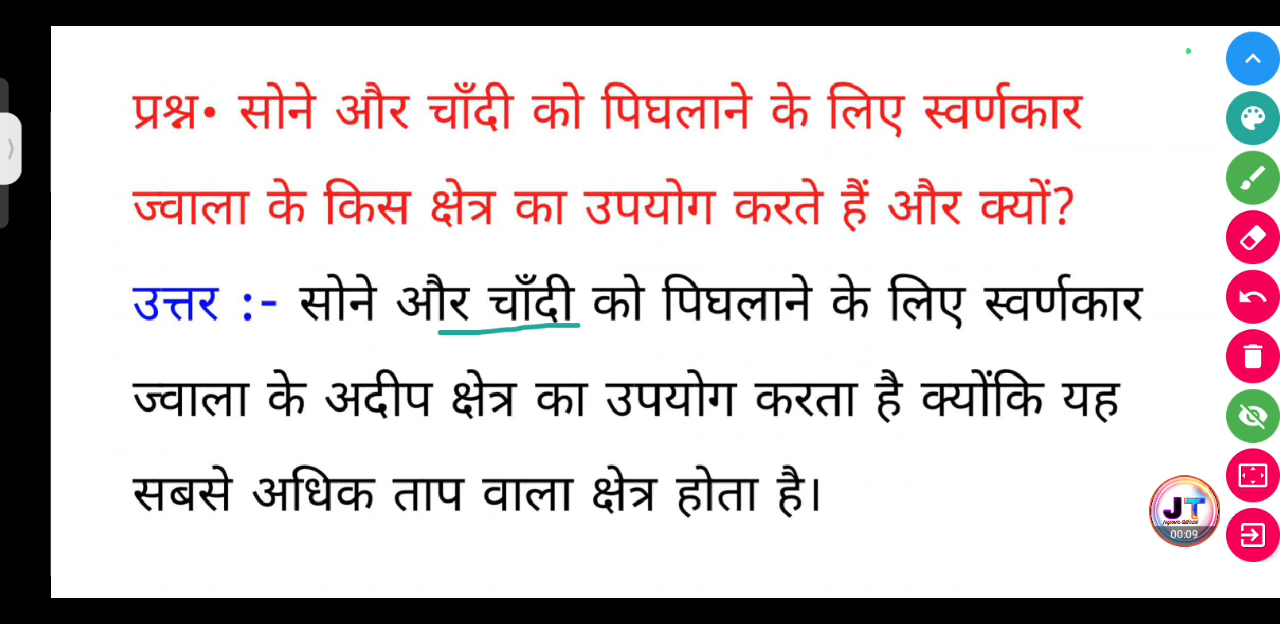 प्रश्न• सोने और चाँदी को पिघलाने के लिए स्वर्णकार
ज्वाला के किस क्षेत्र का उपयोग करते हैं और क्यों?
उत्तर :- सोने और चाँदी को पिघलाने के लिए स्वर्णकार
ज्वाला के अदीप क्षेत्र का उपयोग करता है क्योंकि यह
सबसे अधिक ताप वाला क्षेत्र होता है।
JT
00:09